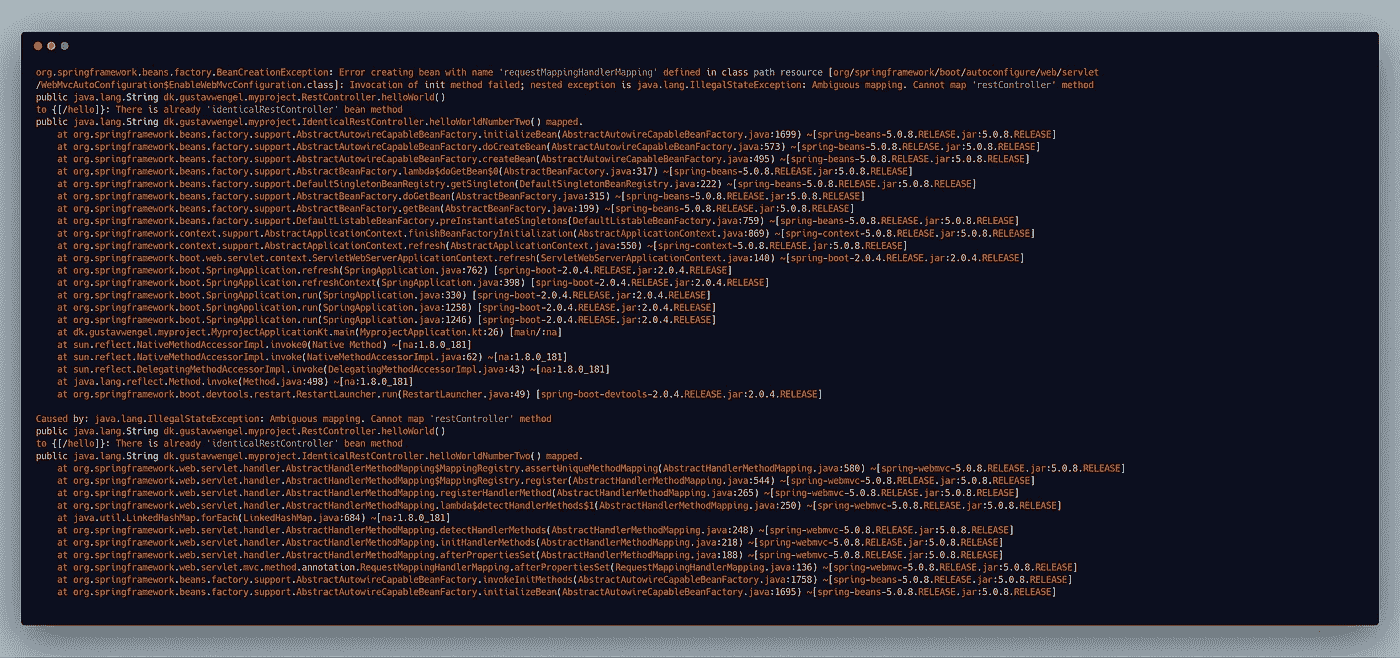 org.springframework.beans.factory.BeanCreationException: Error creating bean with name 'requestMappingHandlerMapping' defined in class path resource [org/springframework/boot/autoconfigure/web/servlet
/WebMvcAutoConfiguration$EnableWebMvcConfiguration.class]: Invocation of init method failed; nested exception is java.lang.IllegalStateException: Ambiguous mapping. Cannot map 'restController' method
public java.lang.String dk.gustavwengel.myproject.RestController.helloWorld()
to {[/hello]}: There is already 'identicalRestController' bean method
public java.lang.String dk.gustavwengel.myproject.IdenticalRestController.helloWorldNumberTwo() mapped.
at org.springframework.beans.factory.support.AbstractAutowireCapableBeanFactory.initializeBean(AbstractAutowireCapableBeanFactory.java:1699) ~[spring-beans-5.0.8.RELEASE.jar:5.0.8.RELEASE]
at org.springframework.beans.factory.support.AbstractAutowireCapableBeanFactory.doCreateBean(AbstractAutowireCapableBeanFactory.java:573) ~[spring-beans-5.0.8.RELEASE.jar:5.0.8.RELEASE]
at org.springframework.beans.factory.support.AbstractAutowireCapableBeanFactory.createBean(AbstractAutowireCapableBeanFactory.java:495) ~[spring-beans-5.0.8.RELEASE.jar:5.0.8.RELEASE]
at org.springframework.beans.factory.support.AbstractBeanFactory.lambda$doGetBean$0(AbstractBeanFactory.java:317) ~[spring-beans-5.0.8.RELEASE.jar:5.0.8.RELEASE]
at org.springframework.beans.factory.support.DefaultSingletonBeanRegistry.getSingleton(DefaultSingletonBeanRegistry.java:222) ~[spring-beans-5.0.8.RELEASE.jar:5.0.8.RELEASE]
at org.springframework.beans.factory.support.AbstractBeanFactory.doGetBean(AbstractBeanFactory.java:315) ~[spring-beans-5.0.8.RELEASE.jar:5.0.8.RELEASE]
at org.springframework.beans.factory.support.AbstractBeanFactory.getBean(AbstractBeanFactory.java:199) ~[spring-beans-5.0.8.RELEASE.jar:5.0.8.RELEASE]
at org.springframework.beans.factory.support.DefaultListableBeanFactory.preInstantiateSingletons(DefaultListableBeanFactory.java:759) ~[spring-beans-5.0.8.RELEASE.jar:5.0.8.RELEASE]
at org.springframework.context.support.AbstractApplicationContext.finishBeanFactoryInitialization(AbstractApplicationContext.java:869) ~[spring-context-5.0.8.RELEASE.jar:5.0.8.RELEASE]
at org.springframework.context.support.AbstractApplicationContext.refresh(AbstractApplicationContext.java:550) ~[spring-context-5.0.8.RELEASE.jar:5.0.8.RELEASE]
at org.springframework.boot.web.servlet.context.ServletWebServerApplicationContext.refresh(ServletWebServerApplicationContext.java:140) ~[spring-boot-2.0.4.RELEASE.jar:2.0.4.RELEASE]
at org.springframework.boot.SpringApplication.refresh(SpringApplication.java:762) [spring-boot-2.0.4.RELEASE.jar:2.0.4.RELEASE]
at org.springframework.boot.SpringApplication.refreshContext(SpringApplication.java:398) [spring-boot-2.0.4.RELEASE.jar:2.0.4.RELEASE]
at org.springframework.boot.SpringApplication.run(SpringApplication.java:330) [spring-boot-2.0.4.RELEASE.jar:2.0.4.RELEASE]
at org.springframework.boot.SpringApplication.run(SpringApplication.java:1258) [spring-boot-2.0.4.RELEASE.jar:2.0.4.RELEASE]
at org.springframework.boot.SpringApplication.run(SpringApplication.java:1246) [spring-boot-2.0.4.RELEASE.jar:2.0.4.RELEASE]
at dk.gustavwengel.myproject.MyprojectApplicationKt.main(MyprojectApplication.kt:26) [main/:na]
at sun.reflect.NativeMethodAccessorImpl.invoke0(Native Method) ~[na:1.8.0_181]
at sun.reflect.NativeMethodAccessorImpl.invoke(NativeMethodAccessorImpl.java:62) ~[na:1.8.0_181]
at sun.reflect.DelegatingMethodAccessorImpl.invoke(DelegatingMethodAccessorImpl.java:43) ~[na:1.8.0_181]
at java.lang.reflect.Method.invoke(Method.java:498) ~[na:1.8.0_181]
at org.springframework.boot.devtools.restart.RestartLauncher.run(RestartLauncher.java:49) [spring-boot-devtools-2.0.4.RELEASE.jar:2.0.4.RELEASE]
Caused by: java.lang.IllegalStateException: Ambiguous mapping. Cannot map 'restController' method
public java.lang.String dk.gustavwengel.myproject.RestController.helloWorld()
to {[/hello]}: There is already 'identicalRestController' bean method
public java.lang.String dk.gustavwengel.myproject.IdenticalRestController.helloWorldNumberTwo() mapped.
at org.springframework.web.servlet.handler.AbstractHandlerMethodMapping$MappingRegistry.assertUniqueMethodMapping(AbstractHandlerMethodMapping.java:580) ~[spring-webmvc-5.0.8.RELEASE.jar:5.0.8.RELEASE]
at org.springframework.web.servlet.handler.AbstractHandlerMethodMapping$MappingRegistry.register(AbstractHandlerMethodMapping.java:544) ~[spring-webmvc-5.0.8.RELEASE.jar:5.0.8.RELEASE]
at org.springframework.web.servlet.handler.AbstractHandlerMethodMapping.registerHandlerMethod(AbstractHandlerMethodMapping.java:265) ~[spring-webmvc-5.0.8.RELEASE.jar:5.0.8.RELEASE]
at org.springframework.web.servlet.handler.AbstractHandlerMethodMapping.lambda$detectHandlerMethods$1(AbstractHandlerMethodMapping.java:250) ~[spring-webmvc-5.0.8.RELEASE.jar:5.0.8.RELEASE]
at java.util.LinkedHashMap.forEach(LinkedHashMap.java:684) ~[na:1.8.0_181]
at org.springframework.web.servlet.handler.AbstractHandlerMethodMapping.detectHandlerMethods(AbstractHandlerMethodMapping.java:248) ~[spring-webmvc-5.0.8.RELEASE.jar:5.0.8.RELEASE]
at org.springframework.web.servlet.handler.AbstractHandlerMethodMapping.initHandlerMethods(AbstractHandlerMethodMapping.java:218) ~[spring-webmvc-5.0.8.RELEASE.jar:5.0.8.RELEASE]
at org.springframework.web.servlet.handler.AbstractHandlerMethodMapping.afterPropertiesSet(AbstractHandlerMethodMapping.java:188) ~[spring-webmvc-5.0.8.RELEASE.jar:5.0.8.RELEASE]
at org.springframework.web.servlet.mvc.method.annotation.RequestMappingHandlerMapping.afterPropertiesSet(RequestMappingHandlerMapping.java:136) ~[spring-webmvc-5.0.8.RELEASE.jar:5.0.8.RELEASE]
at org.springframework.beans.factory.support.AbstractAutowireCapableBeanFactory.invokeInitMethods(AbstractAutowireCapableBeanFactory.java:1758) ~[spring-beans-5.0.8.RELEASE.jar:5.0.8.RELEASE]
at org.springframework.beans.factory.support.AbstractAutowireCapableBeanFactory.initializeBean(AbstractAutowireCapableBeanFactory.java:1695) ~[spring-beans-5.0.8.RELEASE.jar:5.0.8.RELEASE]